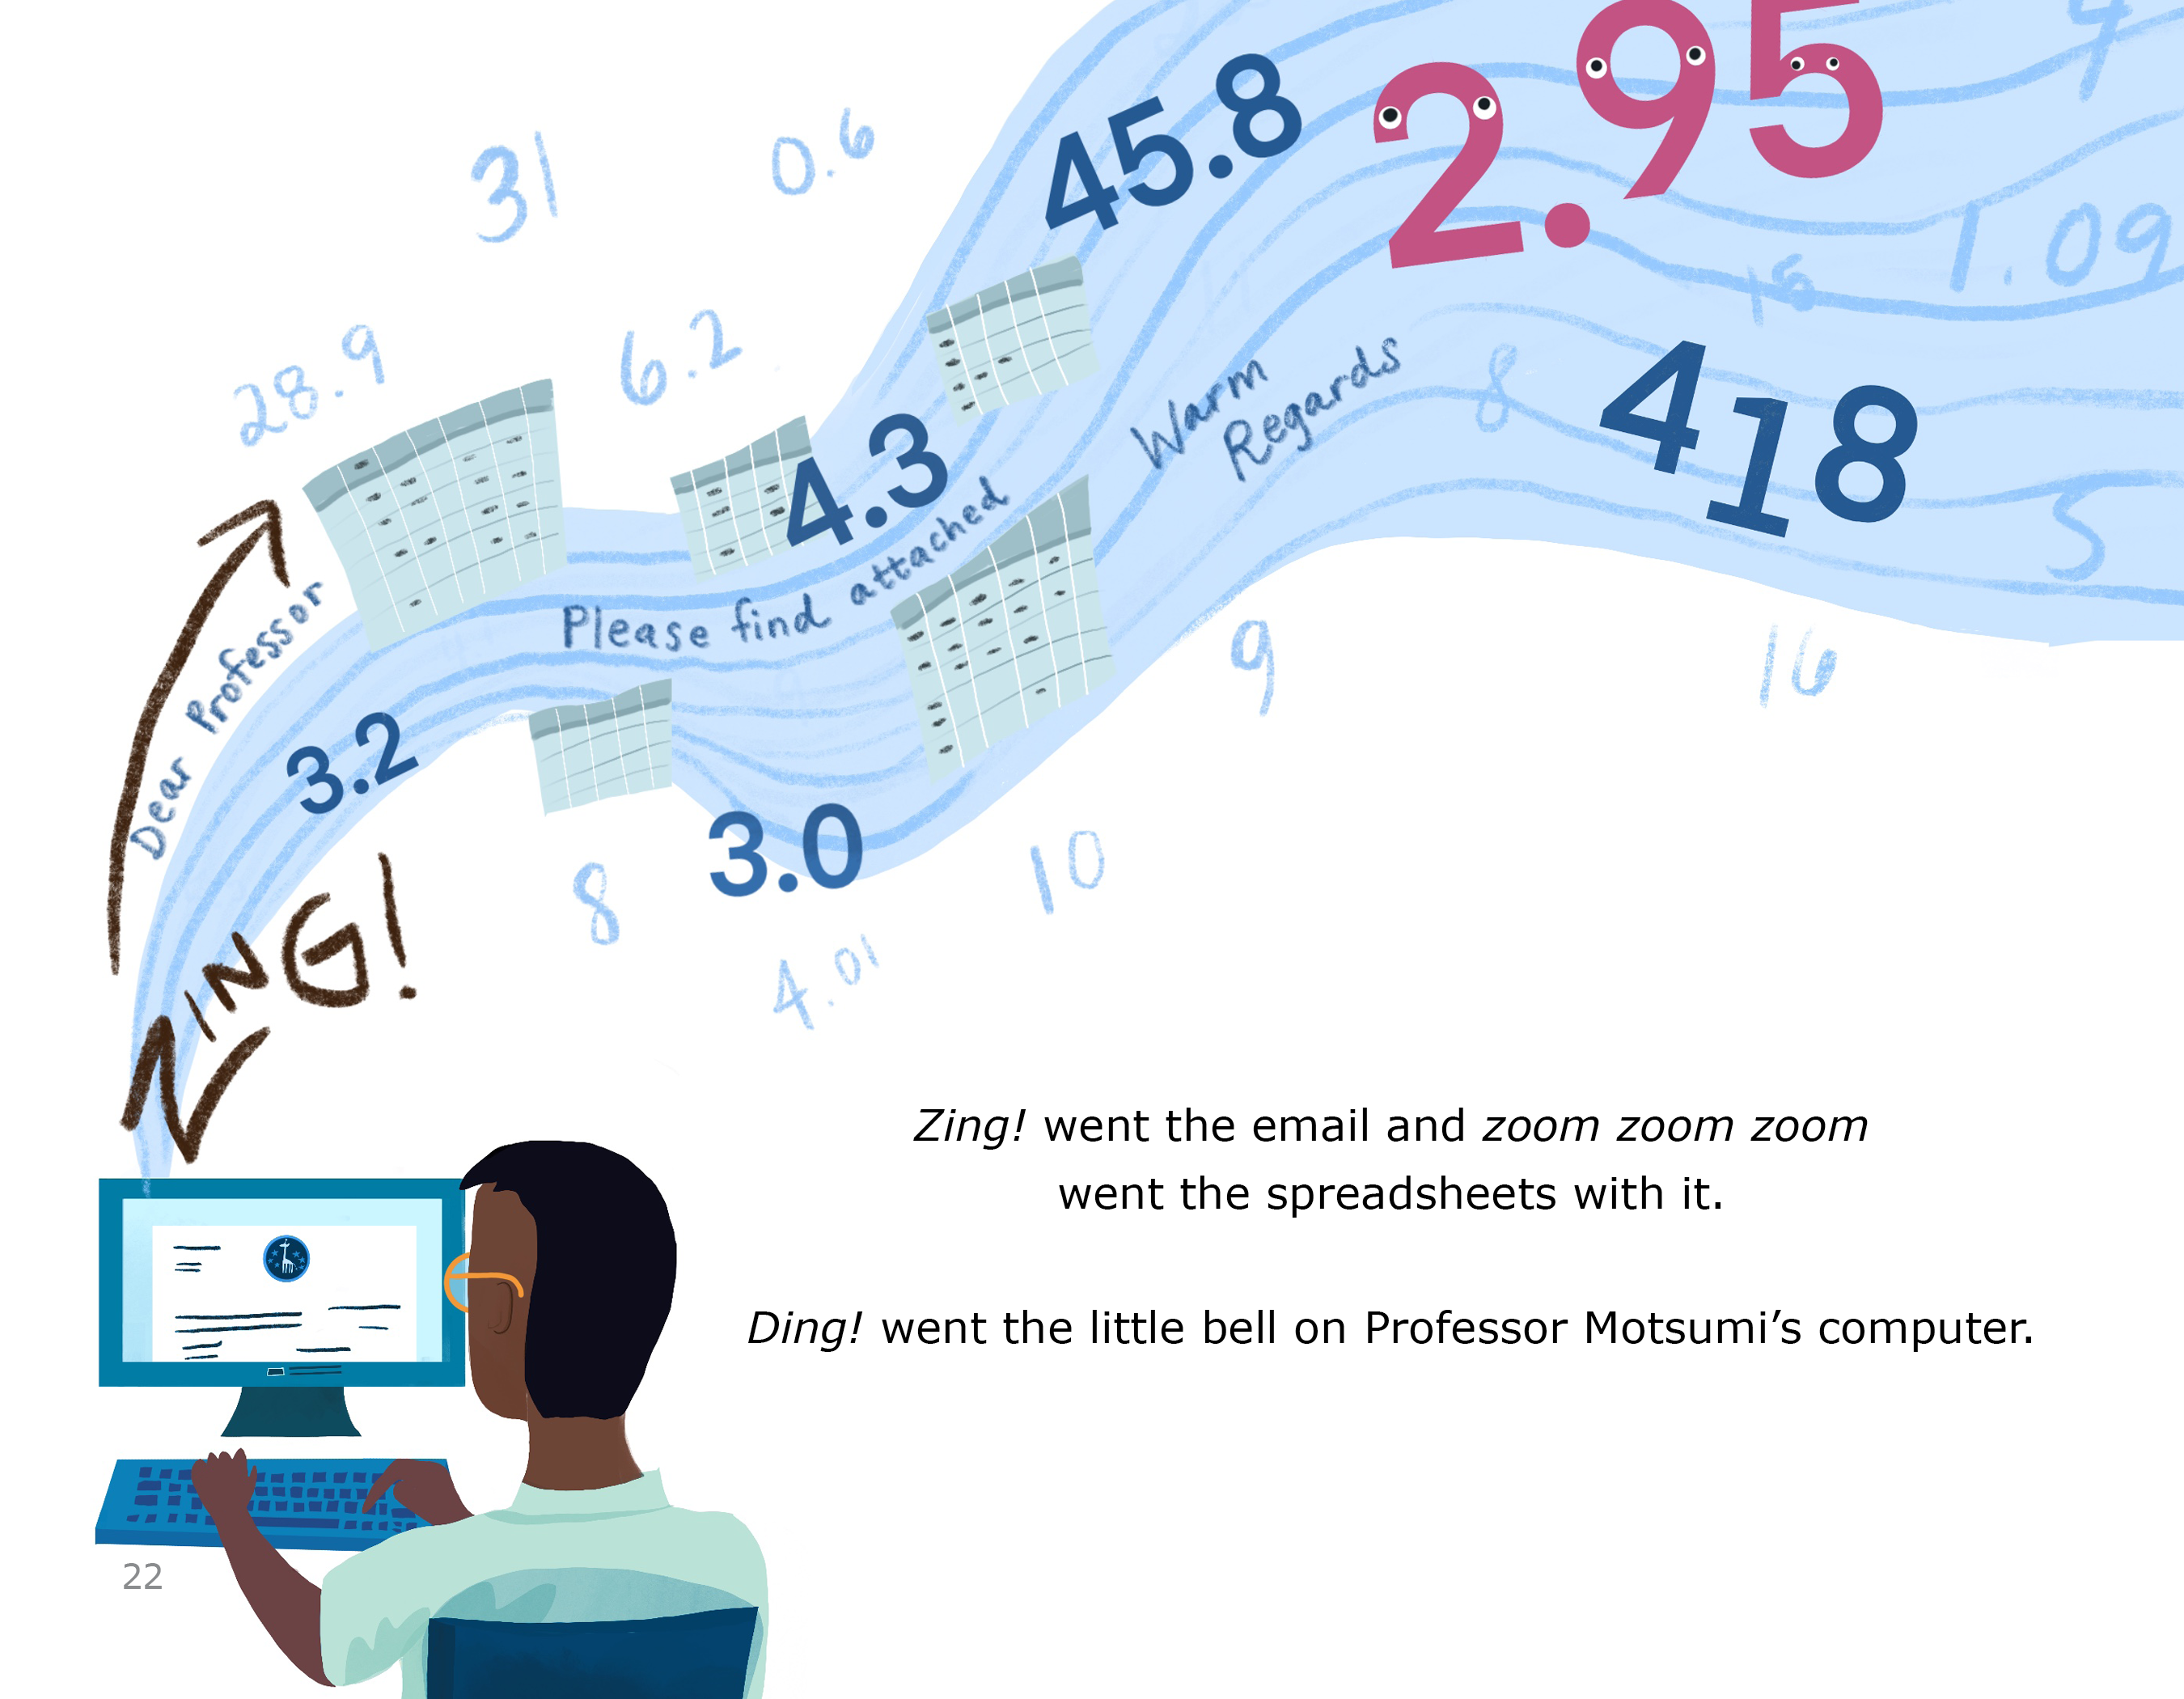 4
2.95
45.8
0.6
31
1.09
15
28.9
6.2
4.3
Warm
Regards
8
418
5
Please find attached
Dear Professor
9
16
3.2
3.0
8
10
4.01
ZING!
Zing! went the email and zoom zoom zoom
went the spreadsheets with it.
Ding! went the little bell on Professor Motsumi’s computer.
22